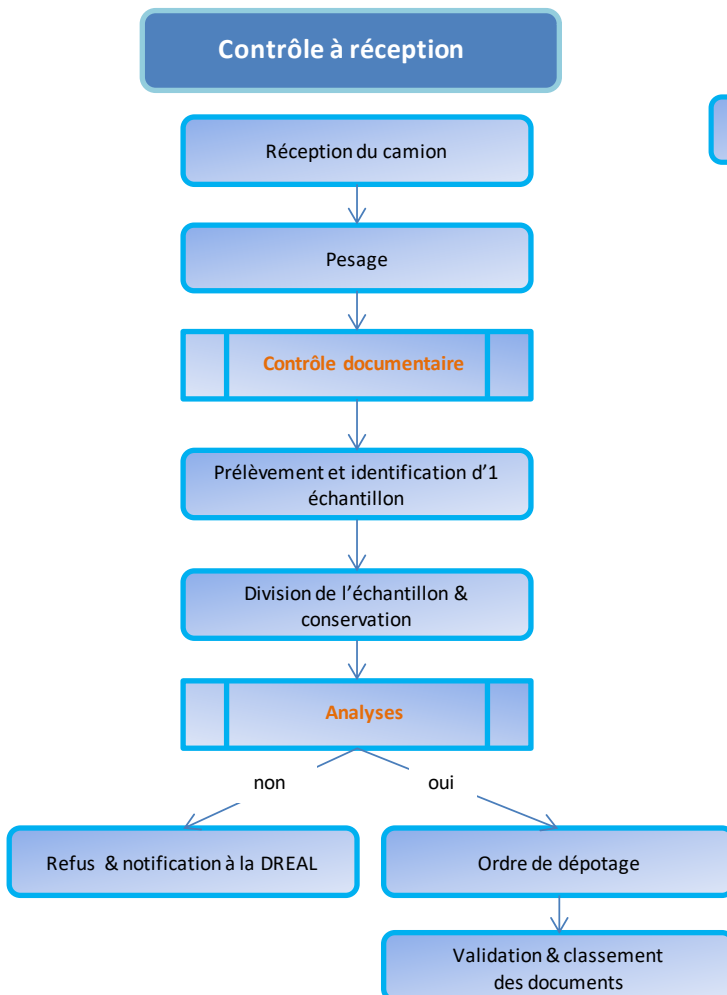 Contrôle à réception
Réception du camion
Pesage
Contrôle documentaire
Prélèvement et identification d'1
échantillon
Division de l'échantillon &
conservation
Analyses
non
oui
Refus & notification à la DREAL
Ordre de dépotage
Validation & classement
des documents